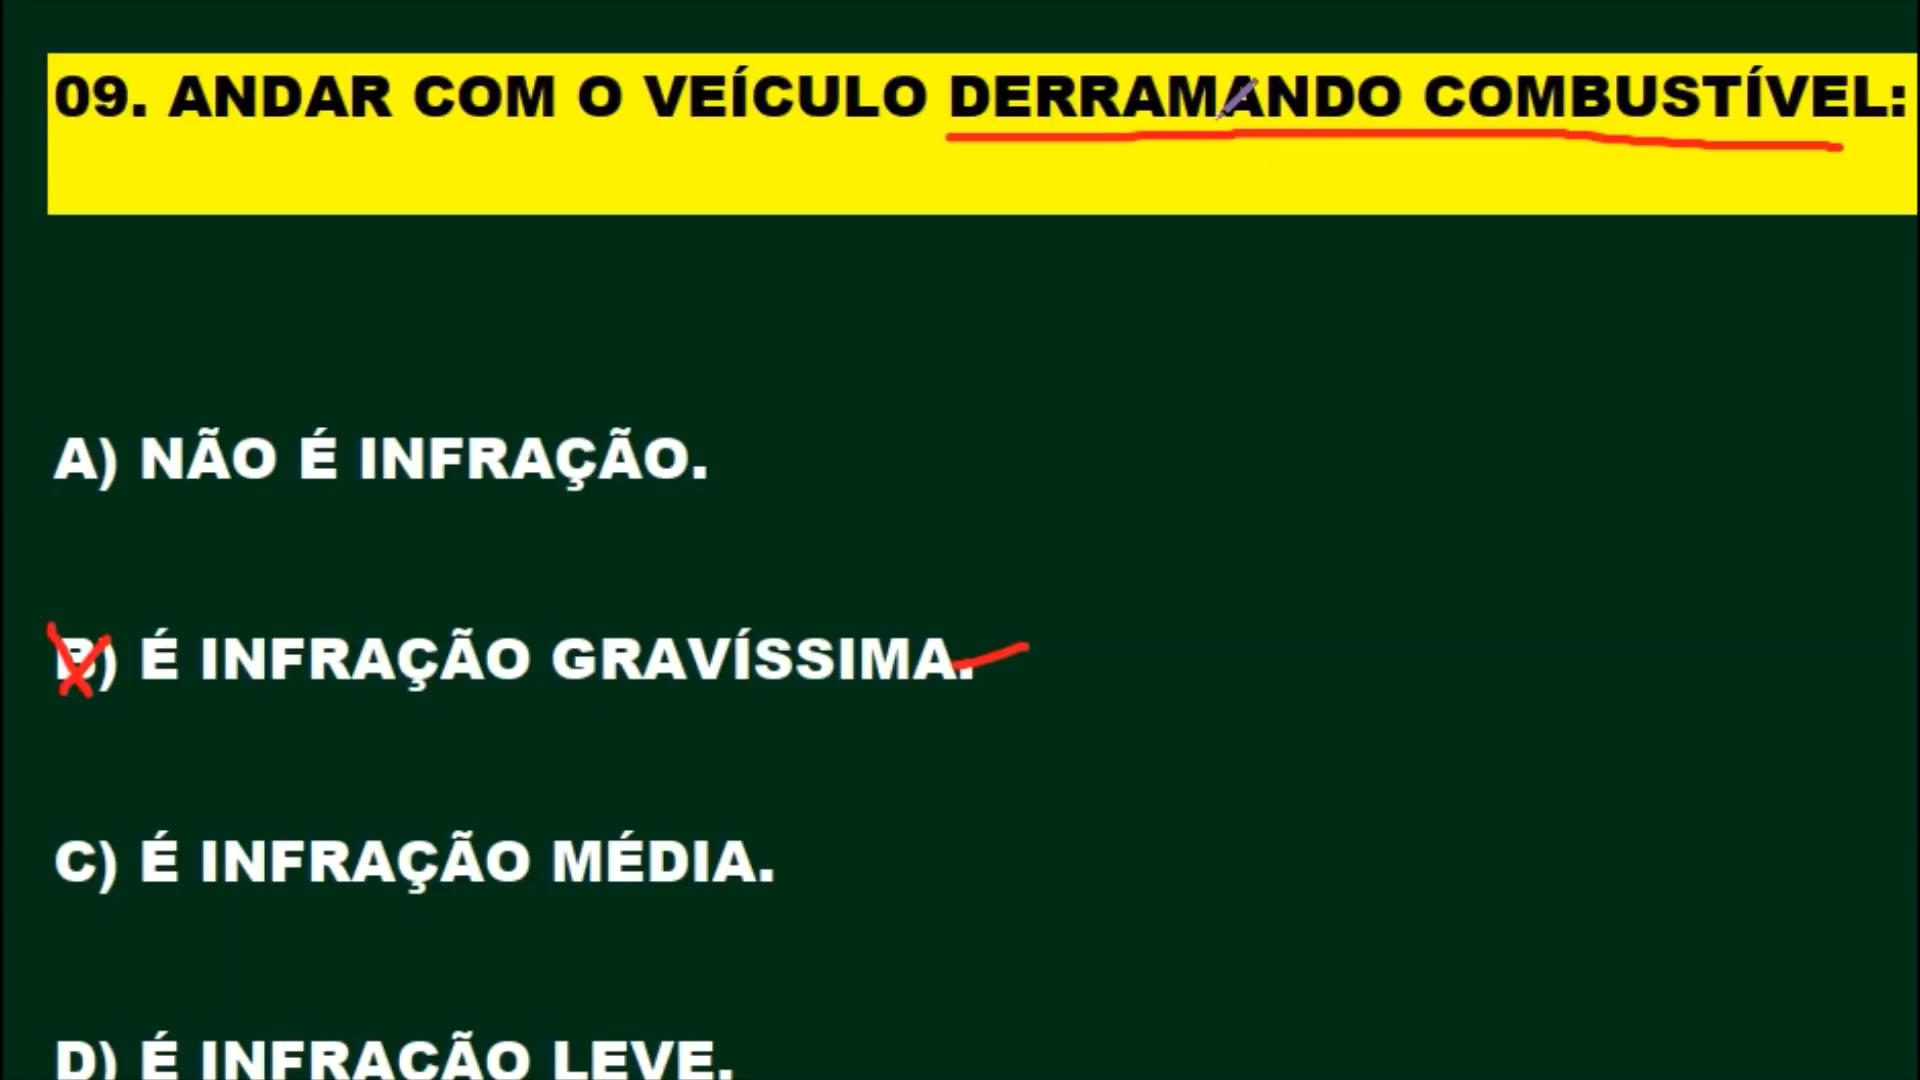 09. ANDAR COM O VEÍCULO DERRAMANDO COMBUSTÍVEL:
A) NÃO É INFRAÇÃO.
B) É INFRAÇÃO GRAVÍSSIMA.
C) É INFRAÇÃO MÉDIA.
D) É INFRAÇÃO LEVE.